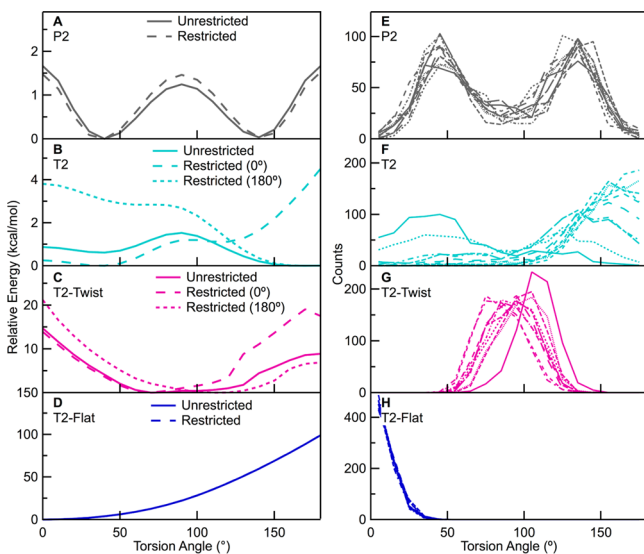 A
P2
Unrestricted
Restricted
2
1
0
B
T2
Unrestricted
Restricted (0º)
Restricted (180º)
4
2
0
C
T2-Twist
Unrestricted
Restricted (0º)
Restricted (180º)
20
10
150
D
T2-Flat
Unrestricted
Restricted
100
50
0
0
50
100
150
Torsion Angle (°)
Relative Energy (kcal/mol)
E
P2
100
50
0
F
T2
200
100
0
G
T2-Twist
200
100
0
H
T2-Flat
400
200
0
0
50
100
150
Torsion Angle (º)
Counts